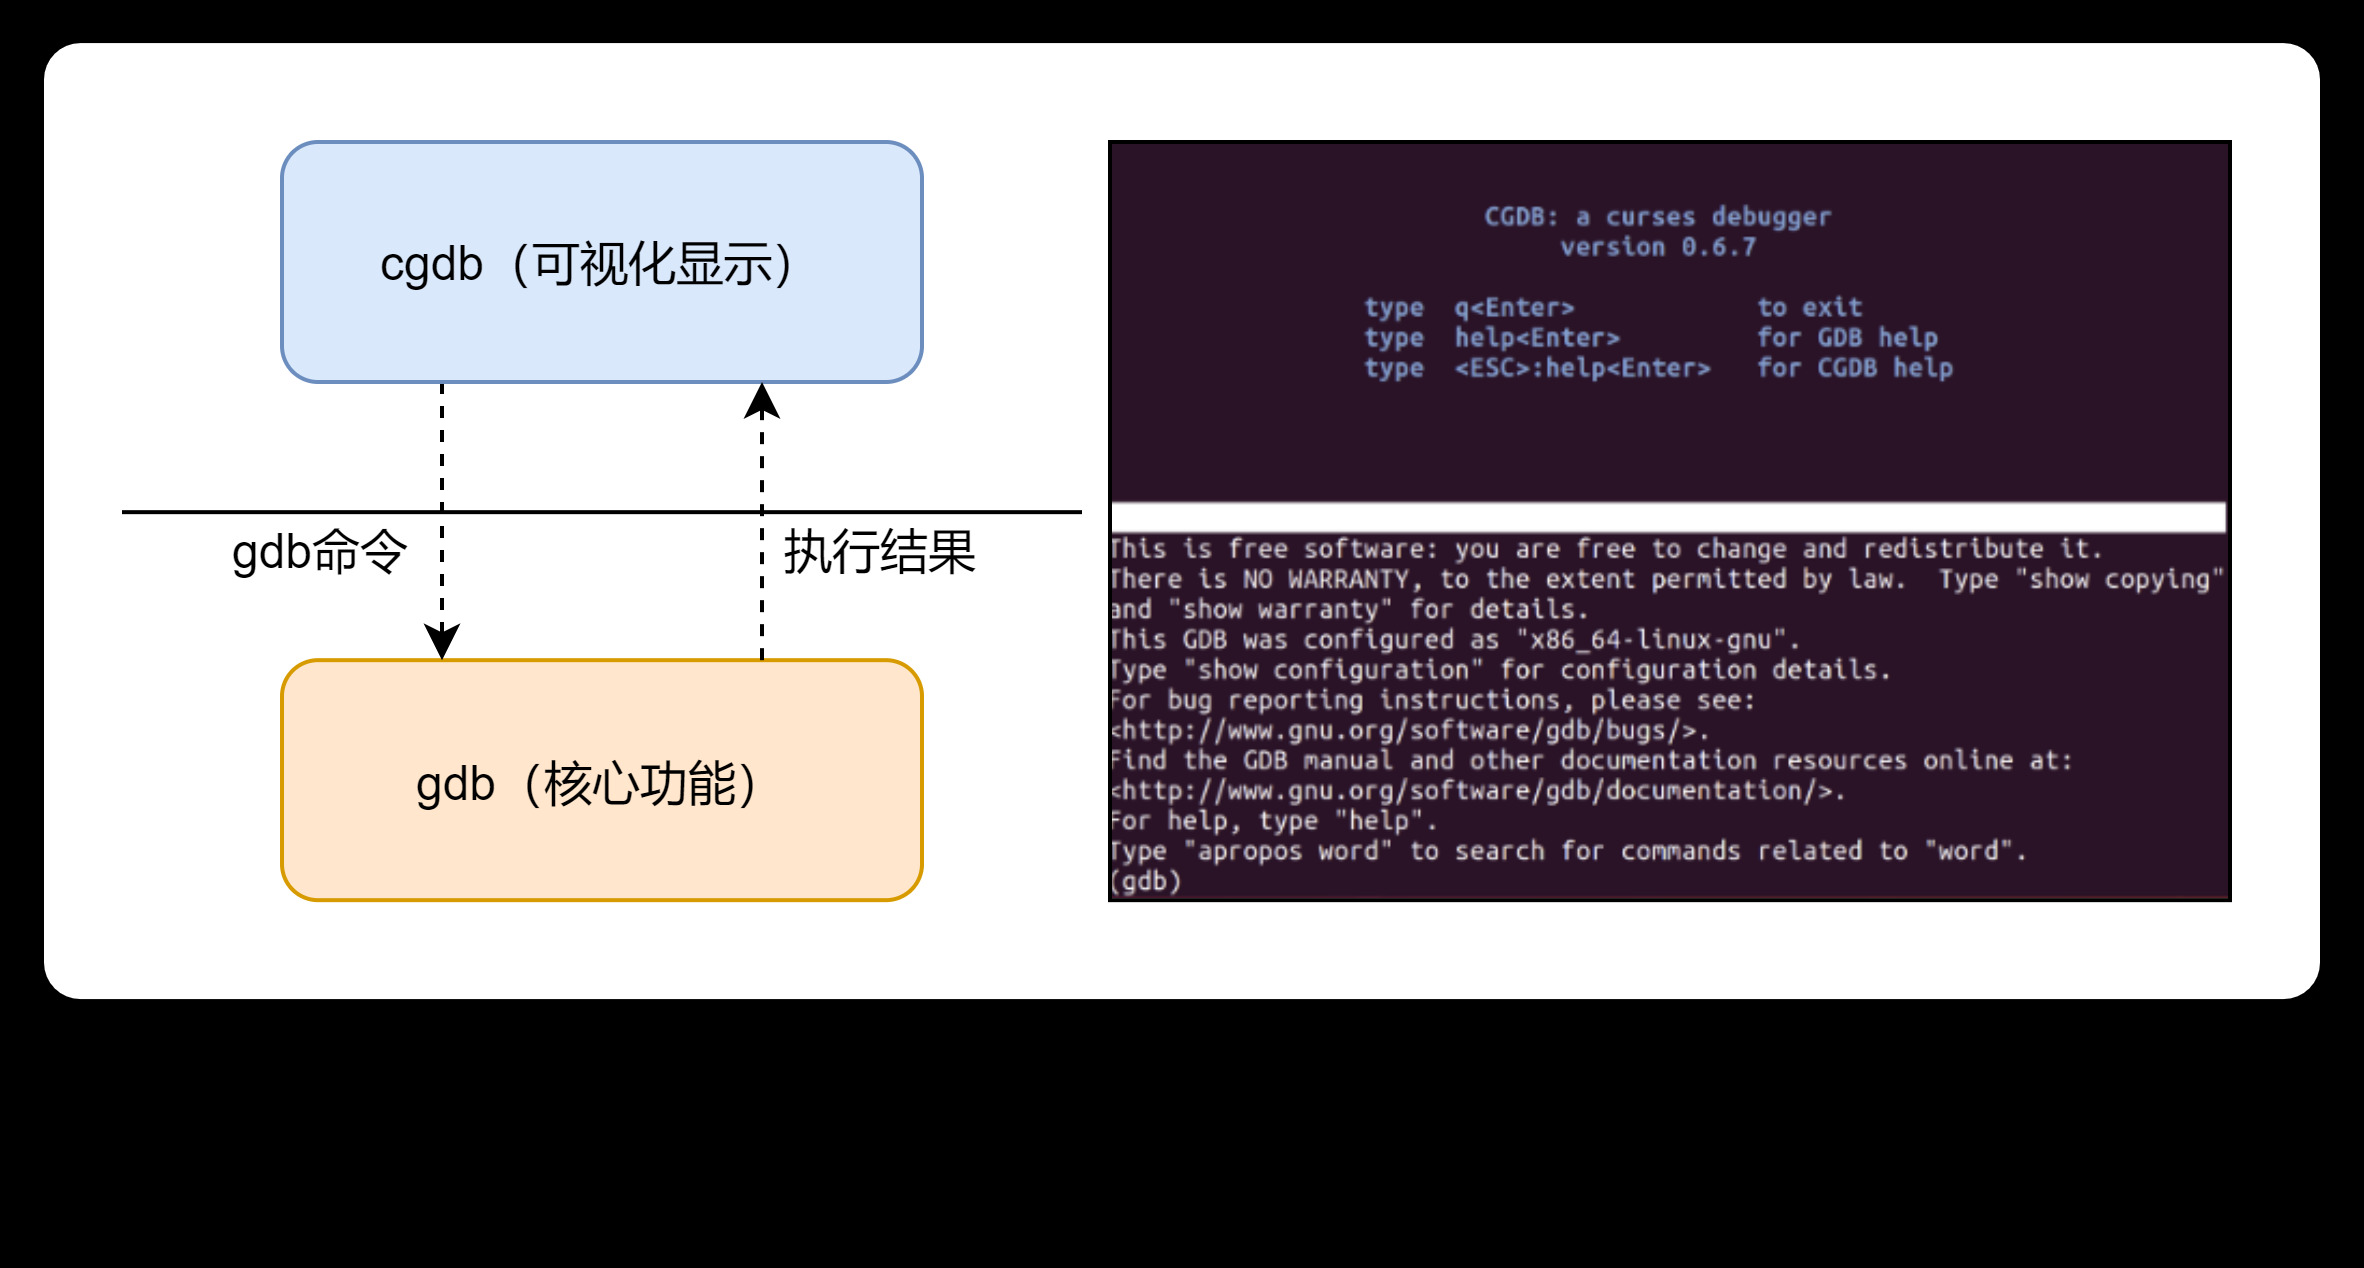 cgdb（可视化显示）
gdb命令
执行结果
gdb（核心功能）
CGDB: a curses debugger
version 0.6.7
type q<Enter> to exit
type help<Enter> for GDB help
type <ESC>:help<Enter> for CGDB help
This is free software: you are free to change and redistribute it.
There is NO WARRANTY, to the extent permitted by law. Type "show copying"
and "show warranty" for details.
This GDB was configured as "x86_64-linux-gnu".
Type "show configuration" for configuration details.
For bug reporting instructions, please see:
<http://www.gnu.org/software/gdb/bugs/>.
Find the GDB manual and other documentation resources online at:
<http://www.gnu.org/software/gdb/documentation/>.
For help, type "help".
Type "apropos word" to search for commands related to "word".
(gdb)